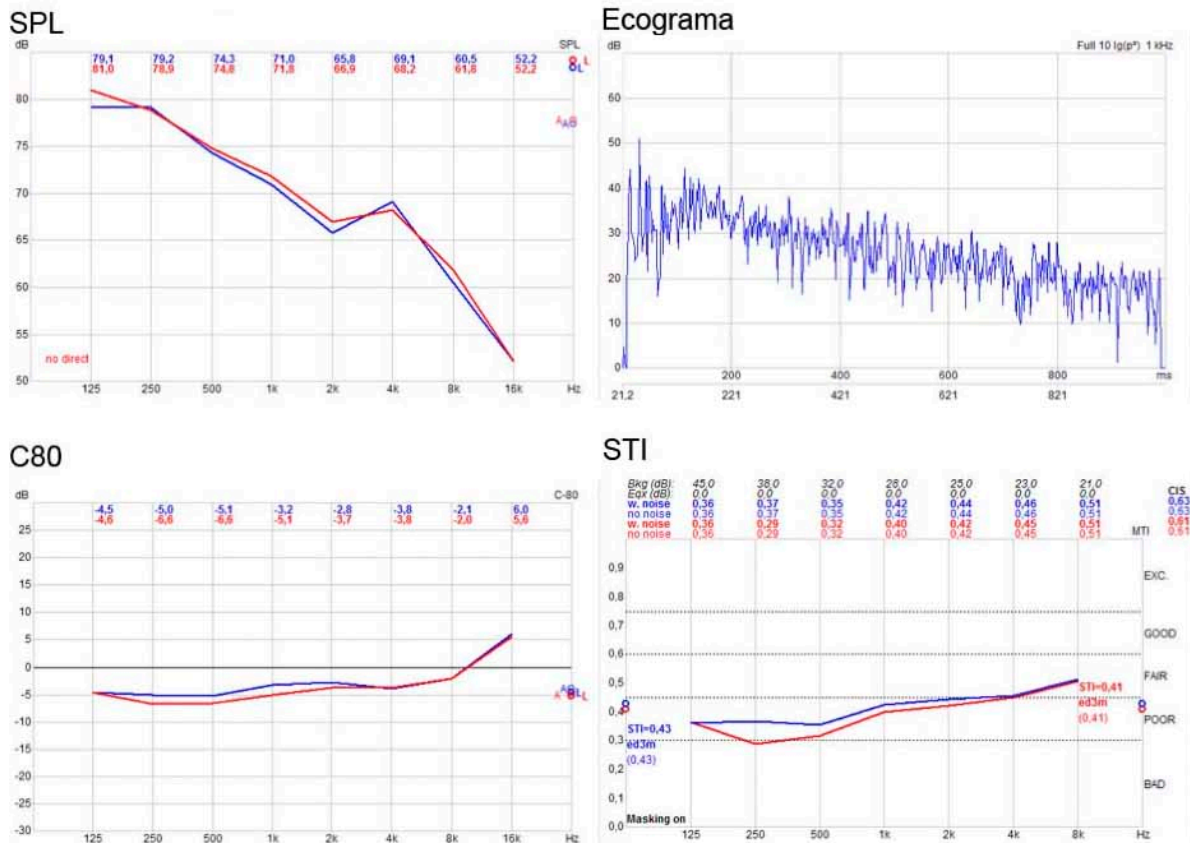 SPL
dB
SPL
79,1 79,2 74,3 71,0 65,8 69,1 60,5 52,2
81,0 78,9 74,8 71,8 66,9 68,2 61,8 52,2
L
L
80
75
70
65
60
55
50
no direct
125 250 500 1k 2k 4k 8k 16k Hz
Ecograma
dB
Full 10 lg(p²) 1 kHz
60
50
40
30
20
10
0
200 400 600 800 ms
21,2 221 421 621 821
C80
dB
C-80
-4,5 -5,0 -5,1 -3,2 -2,8 -3,8 -2,1 6,0
-4,6 -6,6 -6,6 -5,1 -3,7 -3,8 -2,0 5,6
25
20
15
10
5
0
-5
-10
-15
-20
-25
-30
125 250 500 1k 2k 4k 8k 16k Hz
STI
Bkg (dB): 45,0 38,0 32,0 28,0 25,0 23,0 21,0
Eqx (dB): 0,0 0,0 0,0 0,0 0,0 0,0 0,0 CIS
w. noise 0,36 0,37 0,35 0,42 0,44 0,46 0,51 0,63
no noise 0,36 0,37 0,35 0,42 0,44 0,46 0,51 0,63
w. noise 0,36 0,29 0,32 0,40 0,42 0,45 0,51 0,61
no noise 0,36 0,29 0,32 0,40 0,42 0,45 0,51 MTI 0,61
0,9
0,8
0,7
0,6
0,5
0,4
0,3
0,2
0,1
0,0
EXC.
GOOD
FAIR
POOR
BAD
STI=0,43
ed3m
(0,43)
STI=0,41
ed3m
(0,41)
Masking on
125 250 500 1k 2k 4k 8k Hz